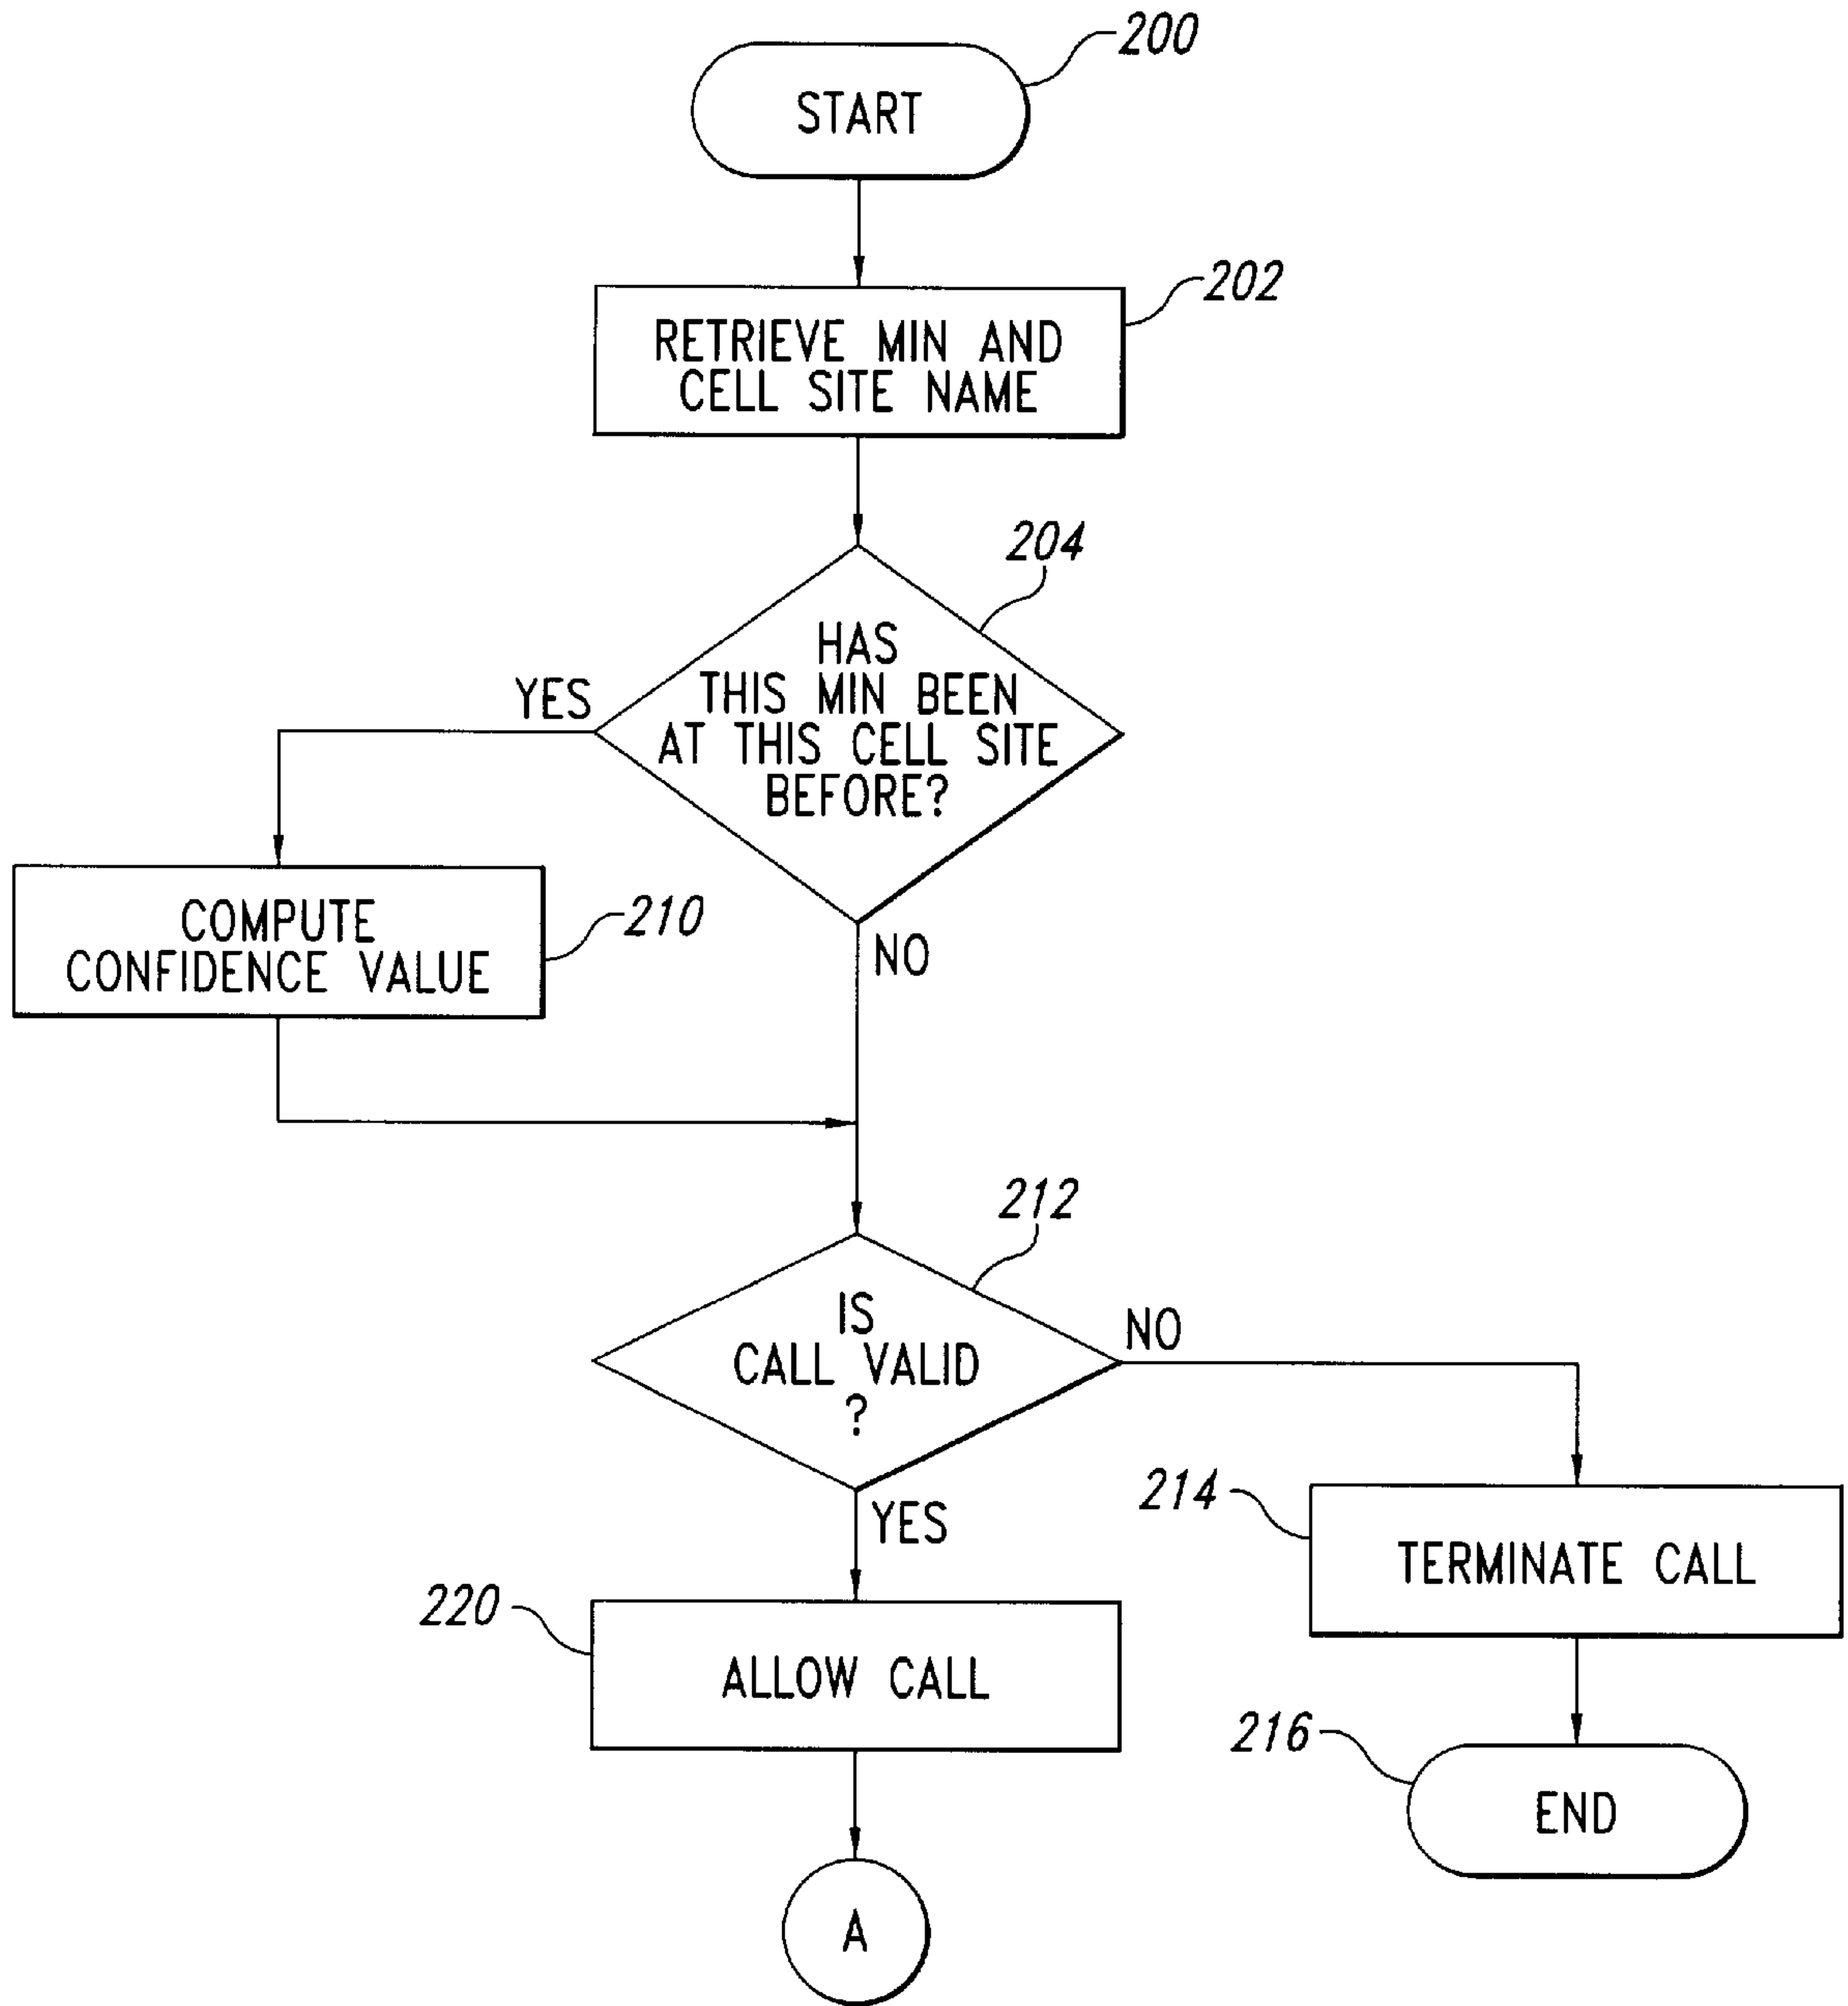 200
START
202
RETRIEVE MIN AND
CELL SITE NAME
204
HAS
THIS MIN BEEN
AT THIS CELL SITE
BEFORE?
YES
NO
COMPUTE
CONFIDENCE VALUE
210
212
IS
CALL VALID
?
NO
YES
214
TERMINATE CALL
220
ALLOW CALL
216
END
A